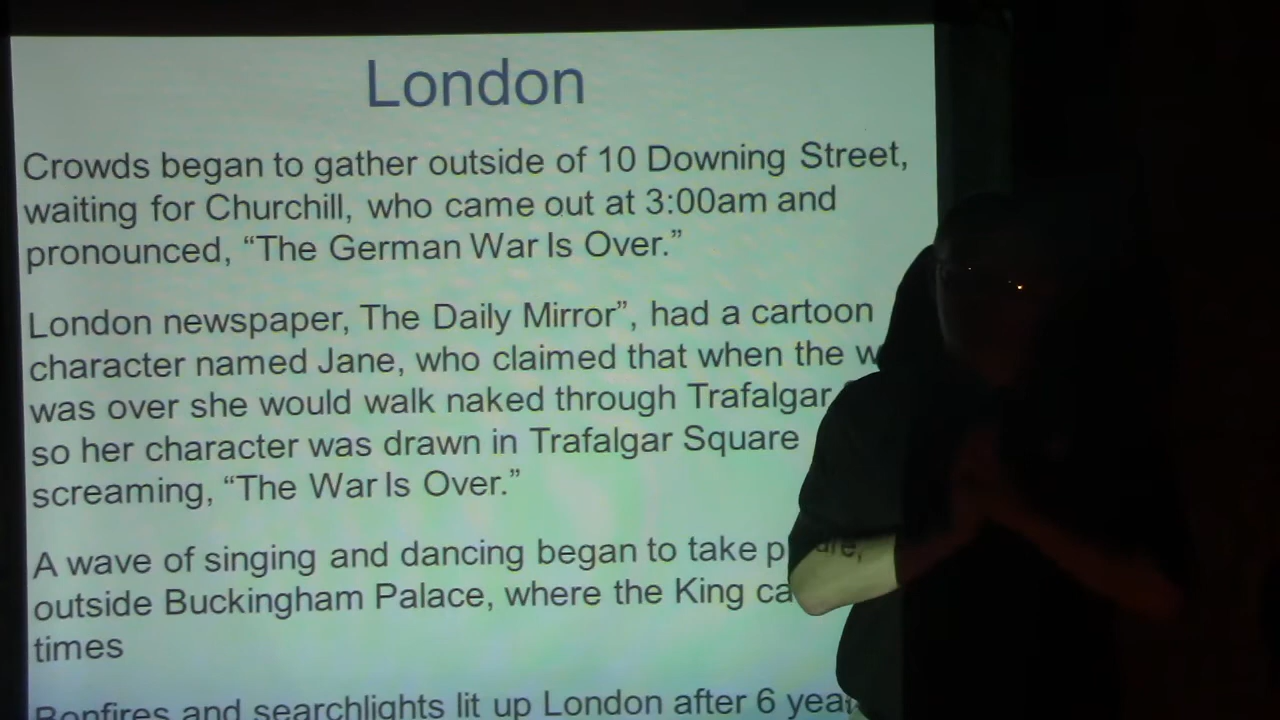 London
Crowds began to gather outside of 10 Downing Street,
waiting for Churchill, who came out at 3:00am and
pronounced, “The German War Is Over.”
London newspaper, The Daily Mirror”, had a cartoon
character named Jane, who claimed that when the
was over she would walk naked through Trafalgar
so her character was drawn in Trafalgar Square
screaming, “The War Is Over.”
A wave of singing and dancing began to take
outside Buckingham Palace, where the King
times
Bonfires and searchlights lit up London after 6